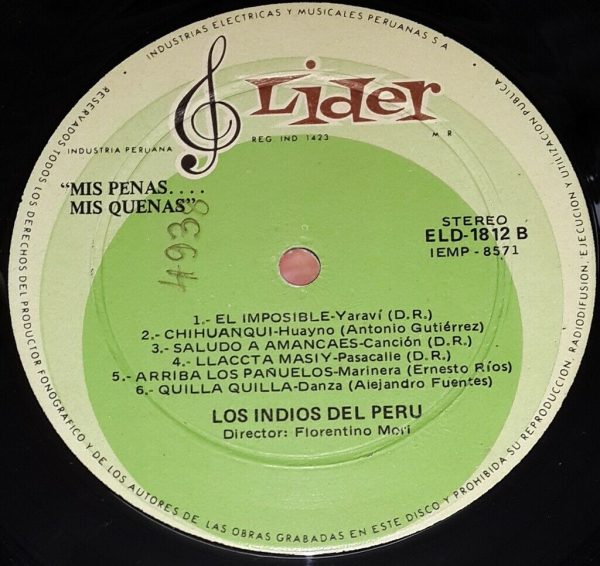 INDUSTRIAS ELECTRICAS Y MUSICALES PERUANAS S A
Lider
REG. IND 1423
M R
INDUSTRIA PERUANA
"MIS PENAS....
MIS QUENAS"
4938
STEREO
ELD-1812 B
IEMP - 8571
1.- EL IMPOSIBLE-Yaraví (D.R.)
2.- CHIHUANQUI-Huayno (Antonio Gutiérrez)
3.- SALUDO A AMANCAES-Canción (D.R.)
4.- LLACCTA MASIY-Pasacalle (D.R.)
5.- ARRIBA LOS PAÑUELOS-Marinera (Ernesto Ríos)
6.- QUILLA QUILLA-Danza (Alejandro Fuentes)
LOS INDIOS DEL PERU
Director: Florentino Mori
RESERVADOS TODOS LOS DERECHOS DEL PRODUCTOR FONOGRAFICO Y DE LOS AUTORES DE LAS OBRAS GRABADAS EN ESTE DISCO Y PROHIBIDA SU REPRODUCCION, RADIODIFUSION, EJECUCION Y UTILIZACION PUBLICA